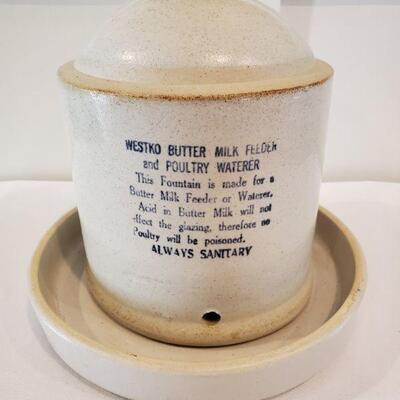 WESTKO BUTTER MILK FEEDER
and POULTRY WATERER
This Fountain is made for a
Butter Milk Feeder or Waterer.
Acid in Butter Milk will not
effect the glazing, therefore no
Poultry will be poisoned.
ALWAYS SANITARY